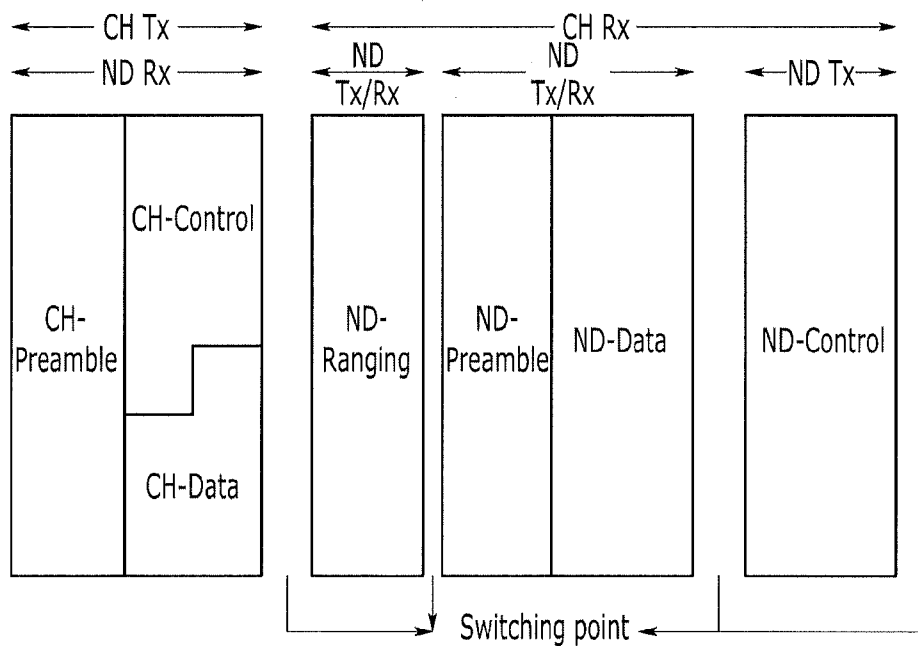 CH Tx
CH Rx
ND Rx
ND
Tx/Rx
ND
Tx/Rx
ND Tx
CH-
Preamble
CH-Control
CH-Data
ND-
Ranging
ND-
Preamble
ND-Data
ND-Control
Switching point